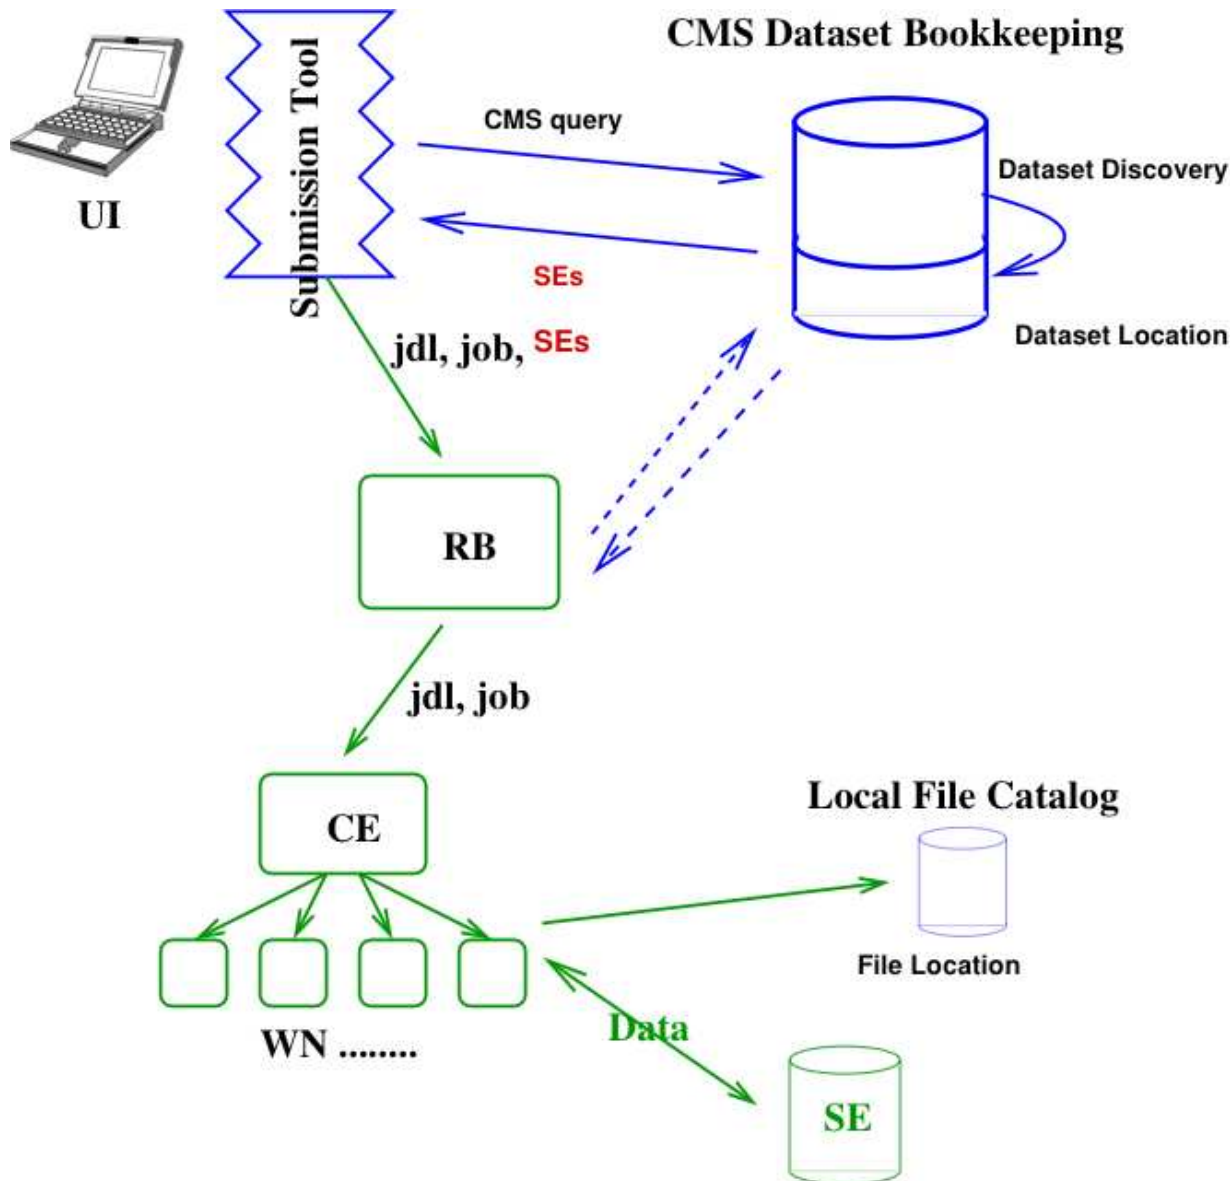 CMS Dataset Bookkeeping
Submission Tool
UI
CMS query
Dataset Discovery
SEs
Dataset Location
jdl, job, SEs
RB
jdl, job
CE
Local File Catalog
File Location
WN ........
Data
SE